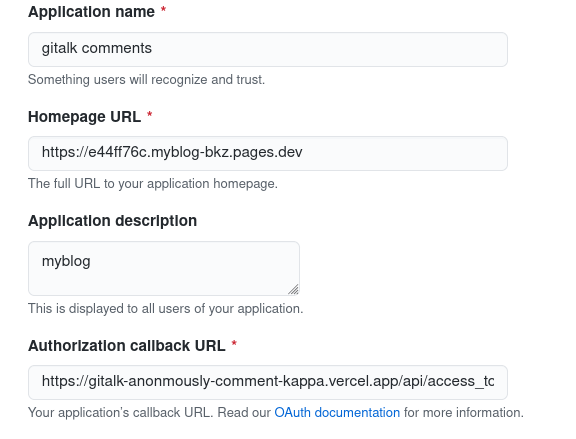 Application name *
gitalk comments
Something users will recognize and trust.
Homepage URL *
https://e44ff76c.myblog-bkz.pages.dev
The full URL to your application homepage.
Application description
myblog
This is displayed to all users of your application.
Authorization callback URL *
https://gitalk-anonmously-comment-kappa.vercel.app/api/access_tc
Your application's callback URL. Read our OAuth documentation for more information.